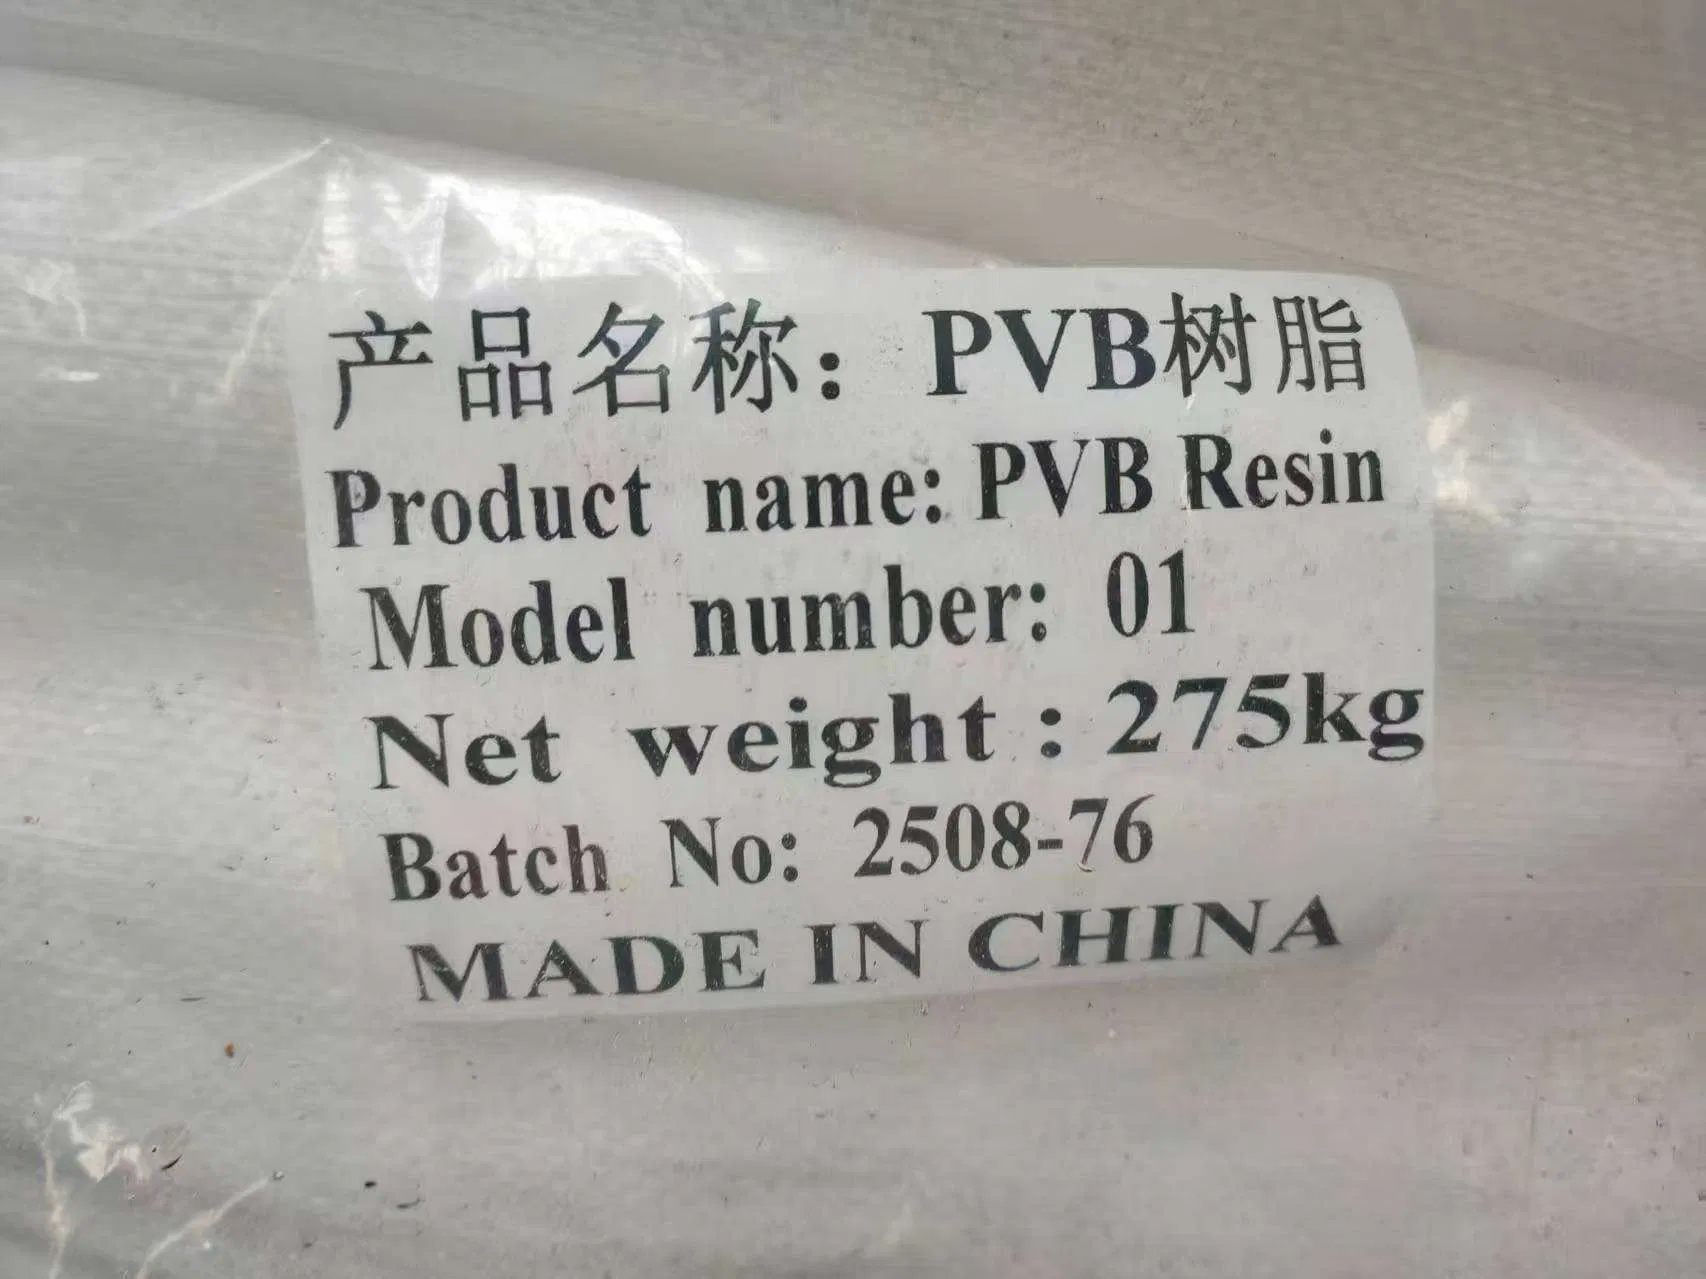 产品名称：PVB树脂
Product name: PVB Resin
Model number: 01
Net weight : 275kg
Batch No: 2508-76
MADE IN CHINA